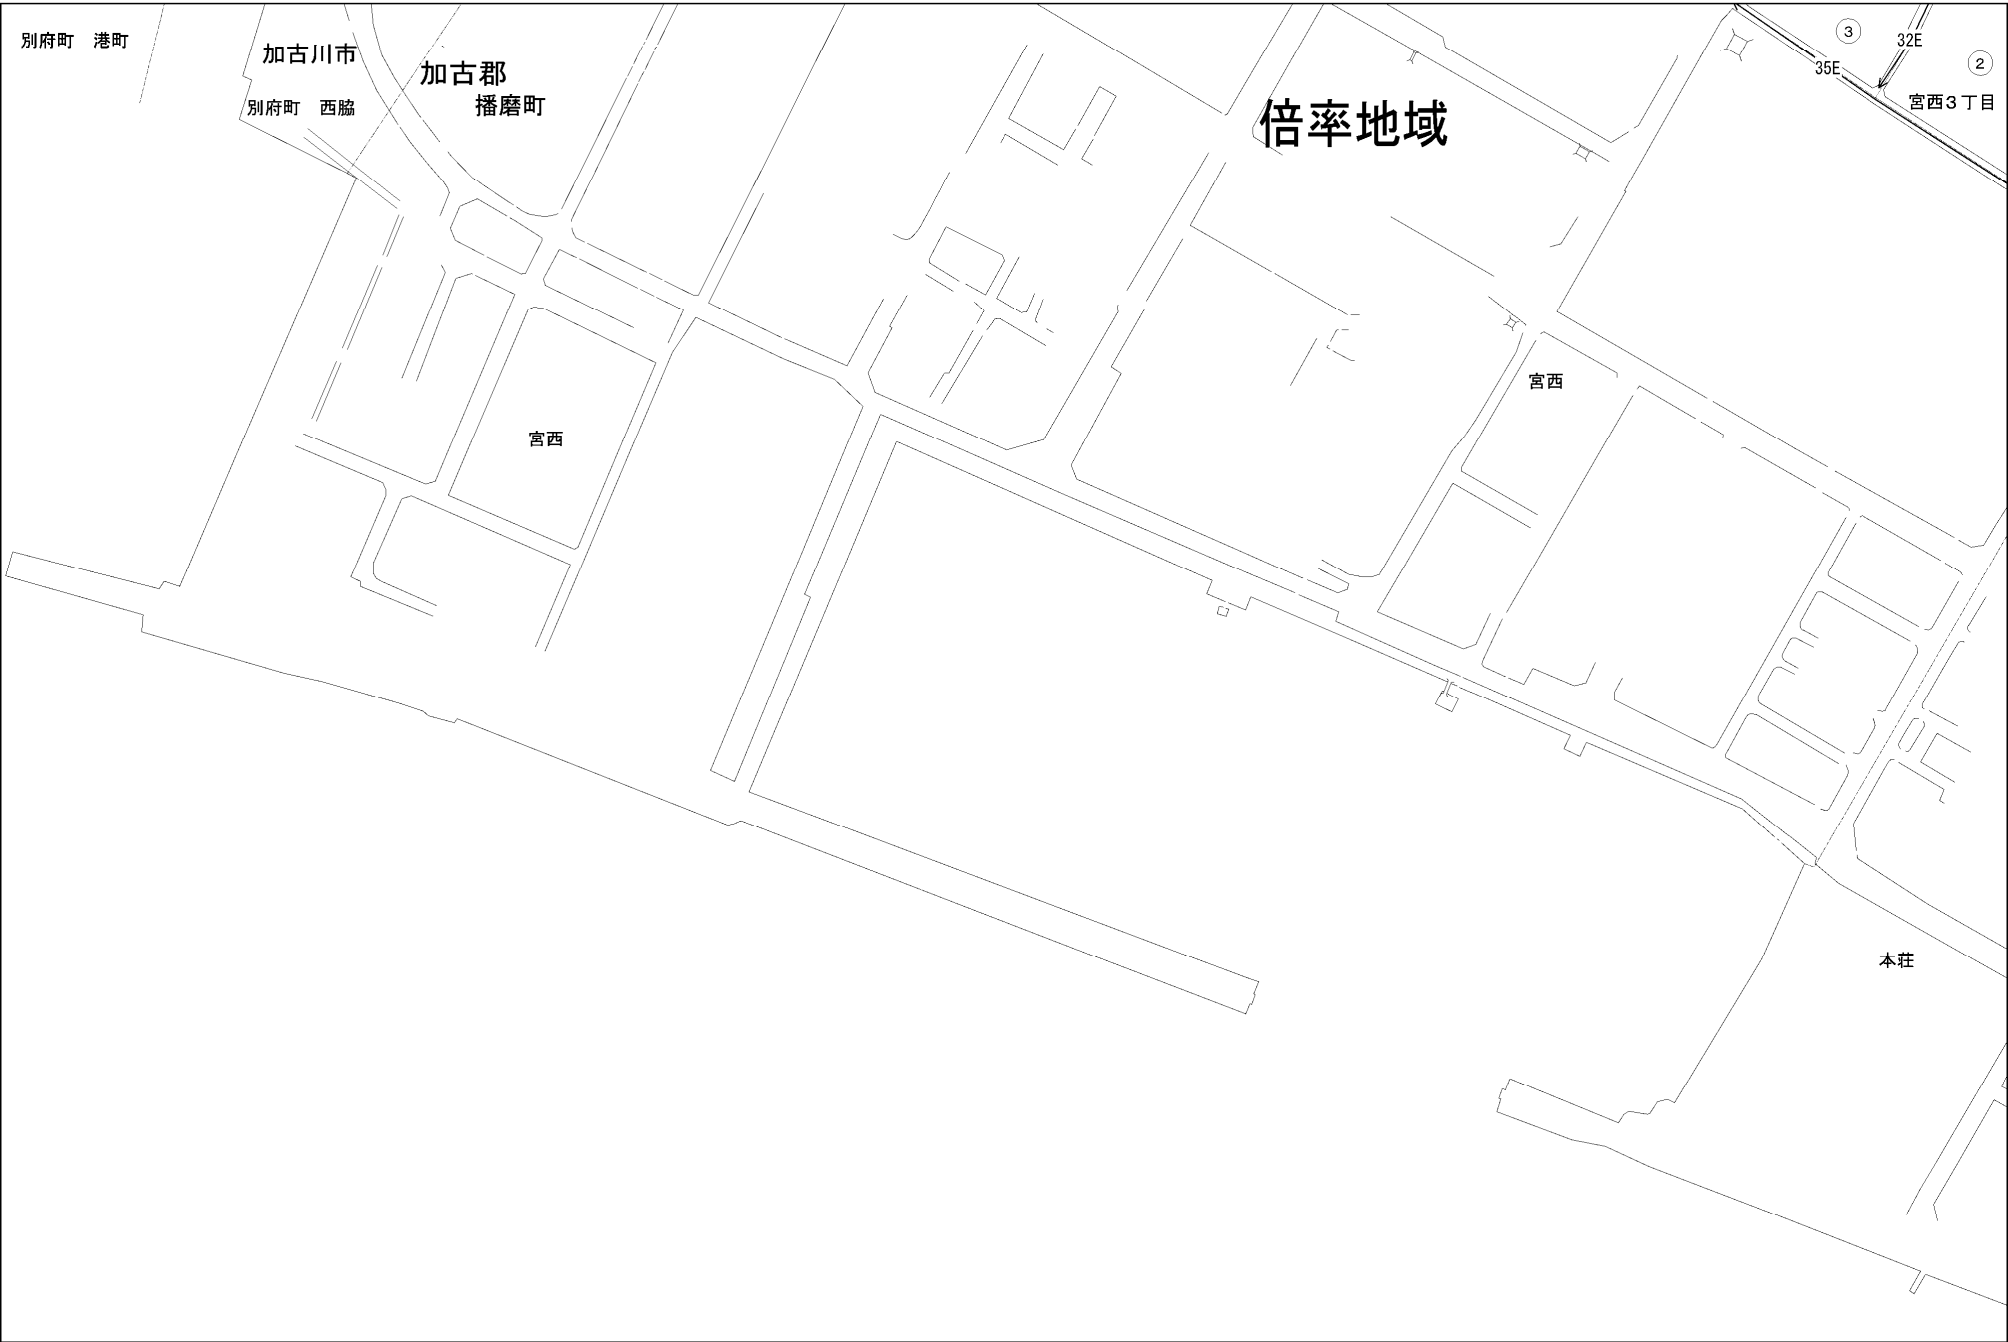 別府町　港町
加古川市
別府町　西脇
加古郡
播磨町
倍率地域
③
32E
35E
②
宮西３丁目
宮西
宮西
本荘